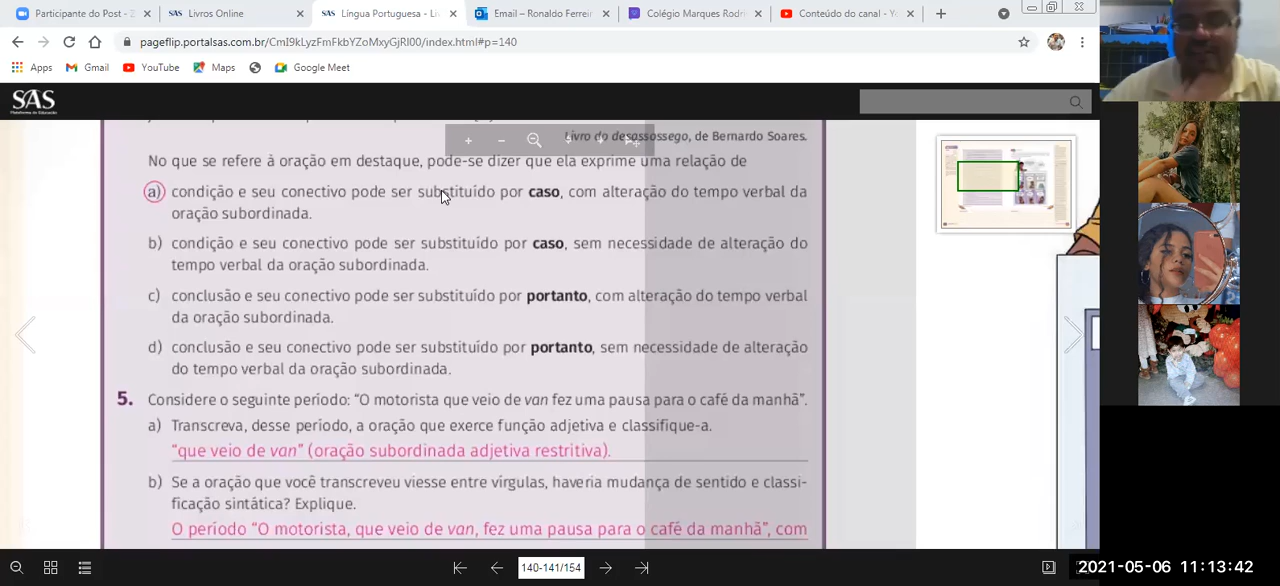 Participante de Post - Z
SAS Livros Online
SAS Língua Portuguesa - Li
Email – Ronaldo Ferrei
Colégio Marques Rodri
Conteúdo do canal - Yo
pageflip.portalsas.com.br/CmI9kLyzFmFkbYZoMxyGjRI00/index.html#p=140
Apps
Gmail
YouTube
Maps
Google Meet
SAS
Plataforma de Educação
Livro do desassossego, de Bernardo Soares.
No que se refere à oração em destaque, pode-se dizer que ela exprime uma relação de
a) condição e seu conectivo pode ser substituído por caso, com alteração do tempo verbal da
oração subordinada.
b) condição e seu conectivo pode ser substituído por caso, sem necessidade de alteração do
tempo verbal da oração subordinada.
c) conclusão e seu conectivo pode ser substituído por portanto, com alteração do tempo verbal
da oração subordinada.
d) conclusão e seu conectivo pode ser substituído por portanto, sem necessidade de alteração
do tempo verbal da oração subordinada.
5. Considere o seguinte período: “O motorista que veio de van fez uma pausa para o café da manhã”.
a) Transcreva, desse período, a oração que exerce função adjetiva e classifique-a.
“que veio de van” (oração subordinada adjetiva restritiva).
b) Se a oração que você transcreveu viesse entre vírgulas, haveria mudança de sentido e classi-
ficação sintática? Explique.
O período “O motorista, que veio de van, fez uma pausa para o café da manhã”, com
140-141/154
2021-05-06 11:13:42